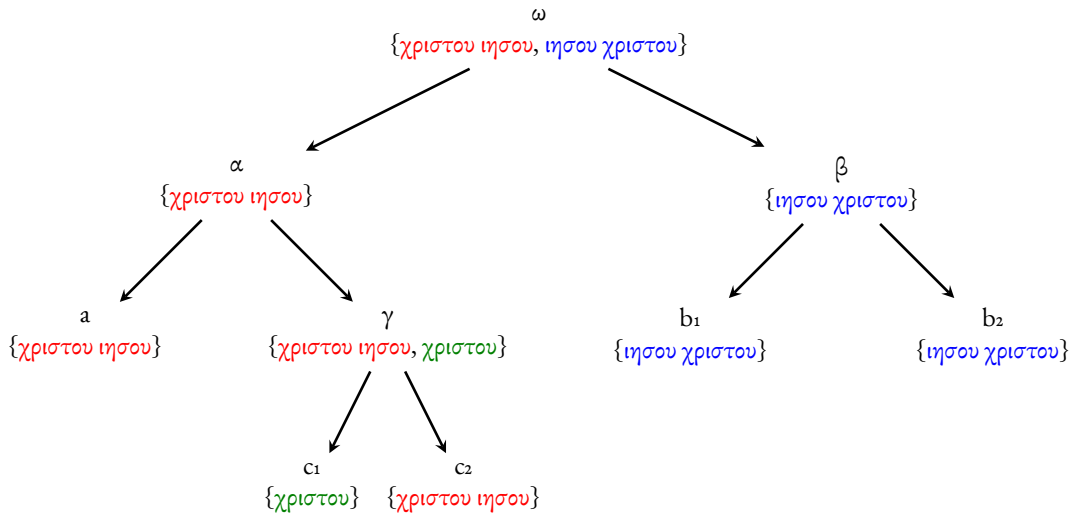 ω
{χριστου ιησου, ιησου χριστου}
α
{χριστου ιησου}
β
{ιησου χριστου}
a
{χριστου ιησου}
γ
{χριστου ιησου, χριστου}
b1
{ιησου χριστου}
b2
{ιησου χριστου}
c1
{χριστου}
c2
{χριστου ιησου}